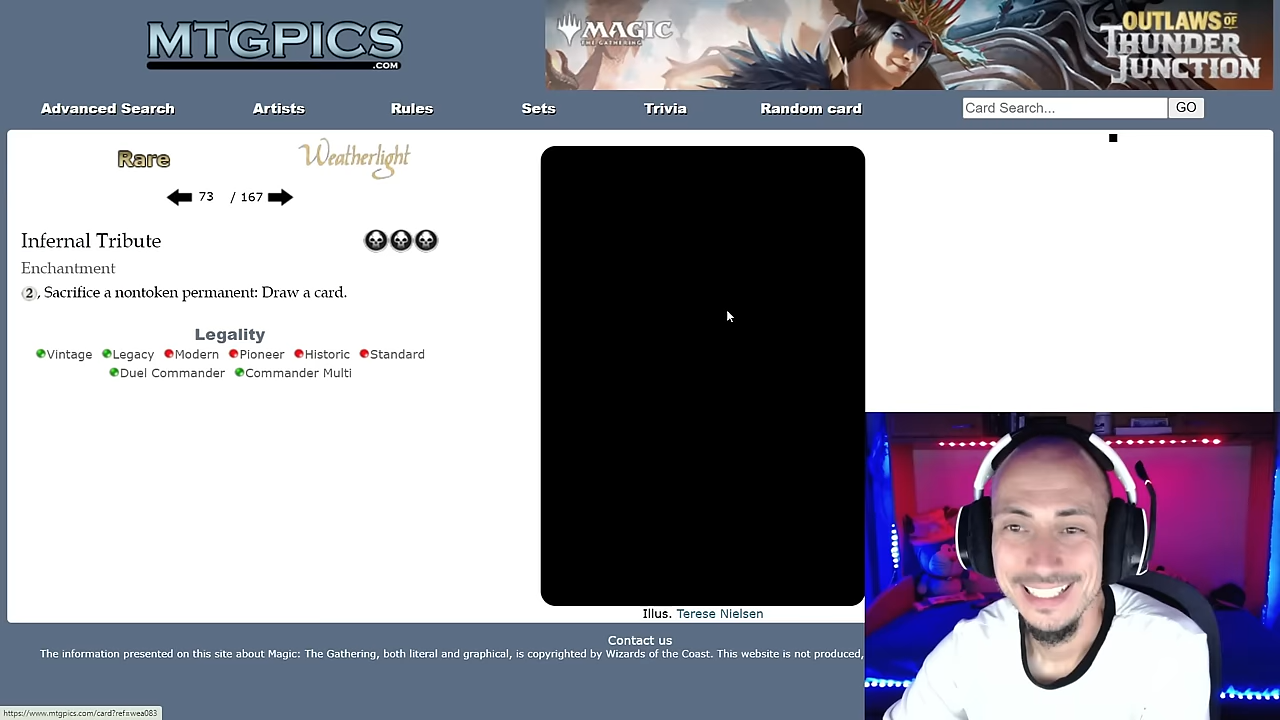 MTGPICS
.COM
MAGIC
THE GATHERING
OUTLAWS OF
THUNDER
JUNCTION
Advanced Search
Artists
Rules
Sets
Trivia
Random card
Card Search...
GO
Rare
Weatherlight
73 / 167
Infernal Tribute
Enchantment
2, Sacrifice a nontoken permanent: Draw a card.
Legality
Vintage Legacy Modern Pioneer Historic Standard
Duel Commander Commander Multi
Illus. Terese Nielsen
Contact us
The information presented on this site about Magic: The Gathering, both literal and graphical, is copyrighted by Wizards of the Coast. This website is not produced,
https://www.mtgpics.com/card?ref=wea083